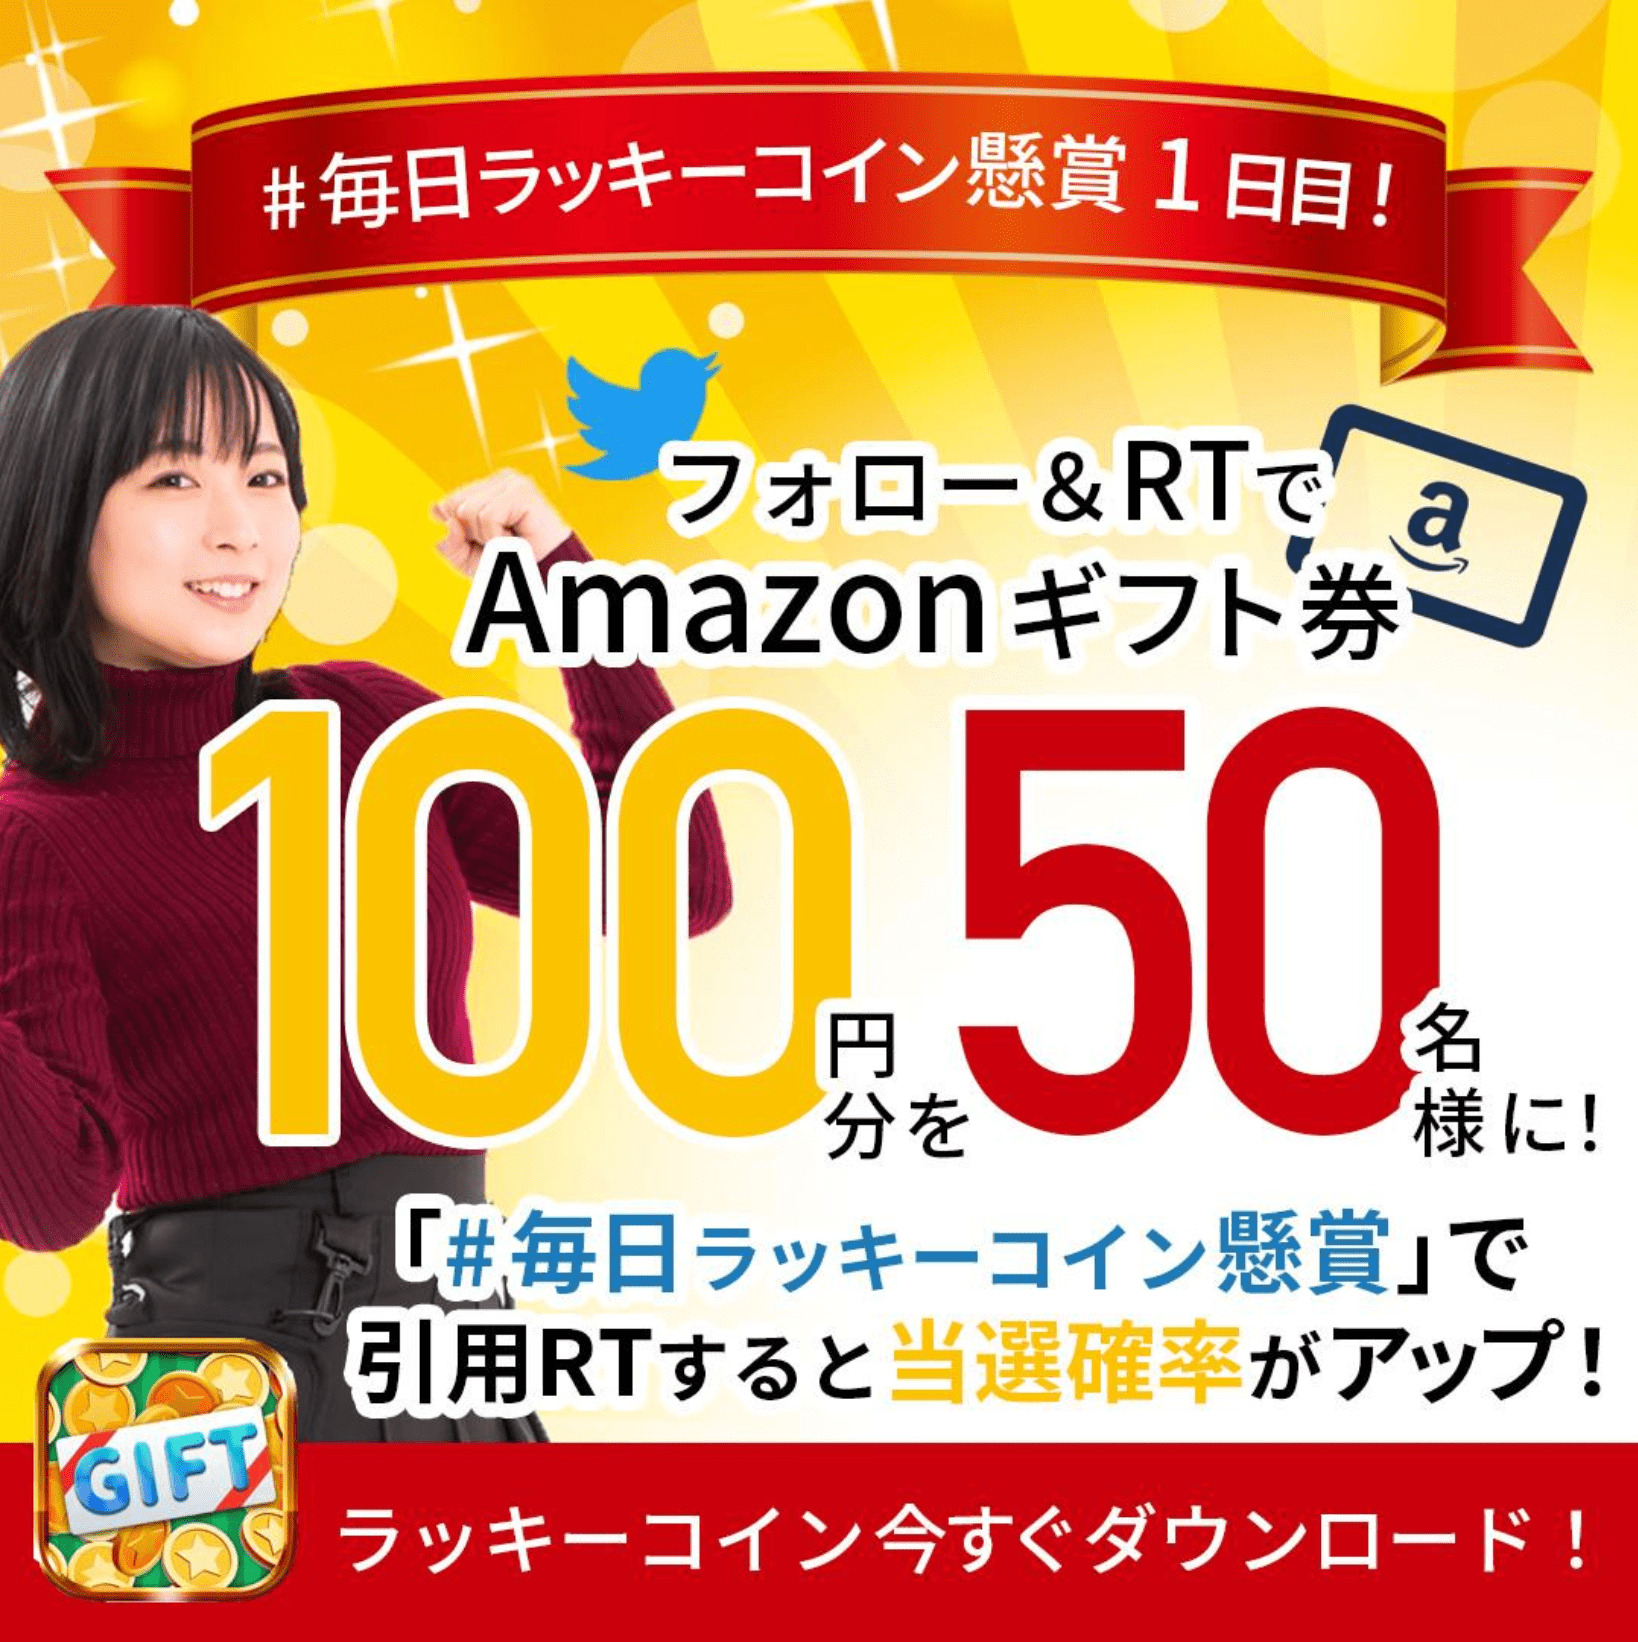 #毎日ラッキーコイン懸賞1日目!
フォロー&RTで
a
Amazonギフト券
100円分を50名様に!
「#毎日ラッキーコイン懸賞」で
引用RTすると当選確率がアップ!
GIFT
ラッキーコイン今すぐダウンロード!